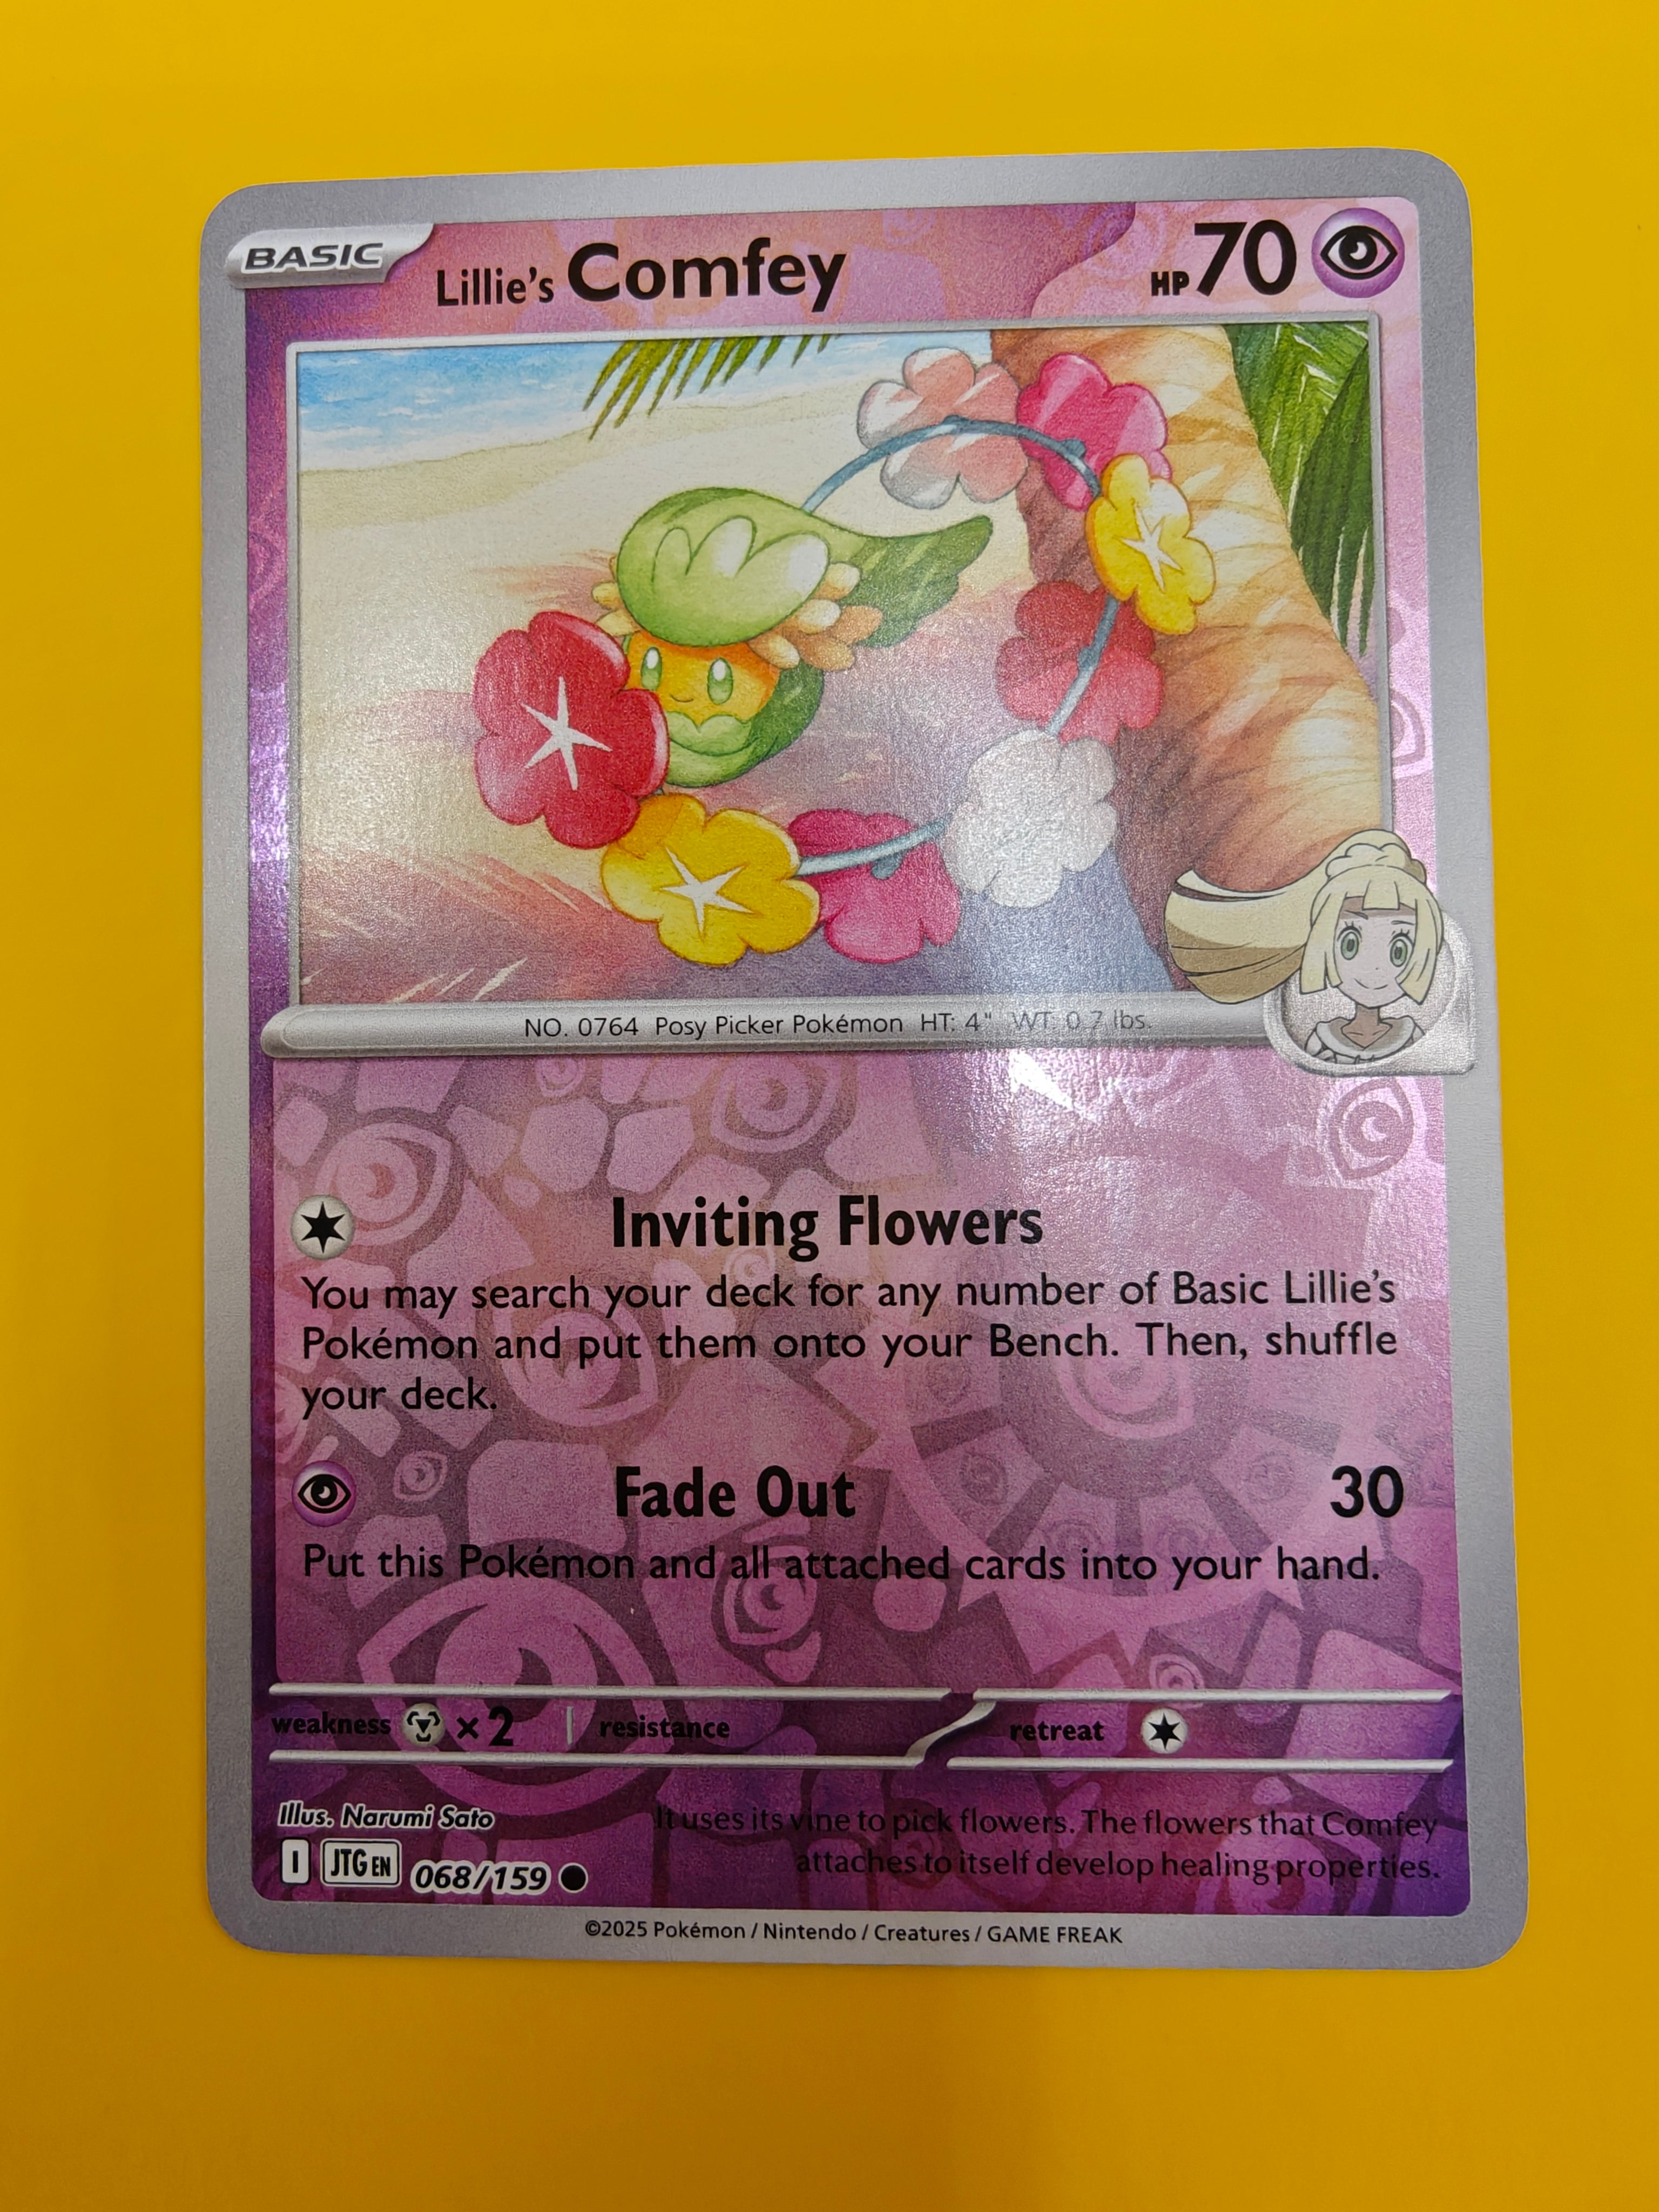 BASIC
Lillie's Comfey
HP 70
NO. 0764 Posy Picker Pokémon HT: 4" WT: 0.7 lbs.
Inviting Flowers
You may search your deck for any number of Basic Lillie's
Pokémon and put them onto your Bench. Then, shuffle
your deck.
Fade Out 30
Put this Pokémon and all attached cards into your hand.
weakness ×2 resistance retreat
Illus. Narumi Sato
It uses its vine to pick flowers. The flowers that Comfey
attaches to itself develop healing properties.
I JTG EN 068/159
©2025 Pokémon / Nintendo / Creatures / GAME FREAK